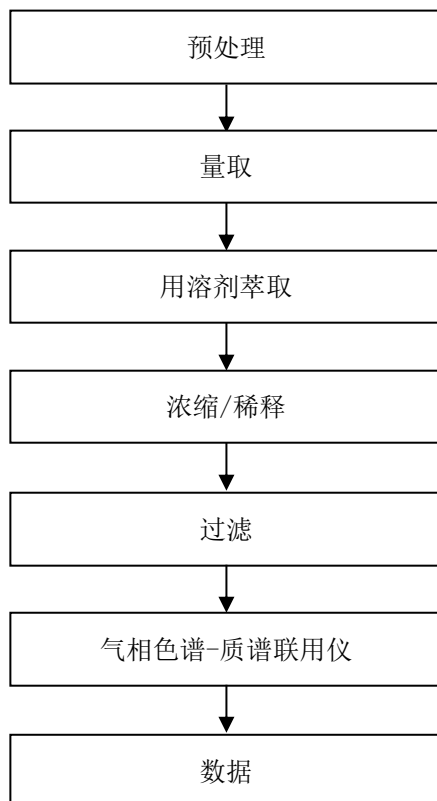 预处理
量取
用溶剂萃取
浓缩/稀释
过滤
气相色谱-质谱联用仪
数据